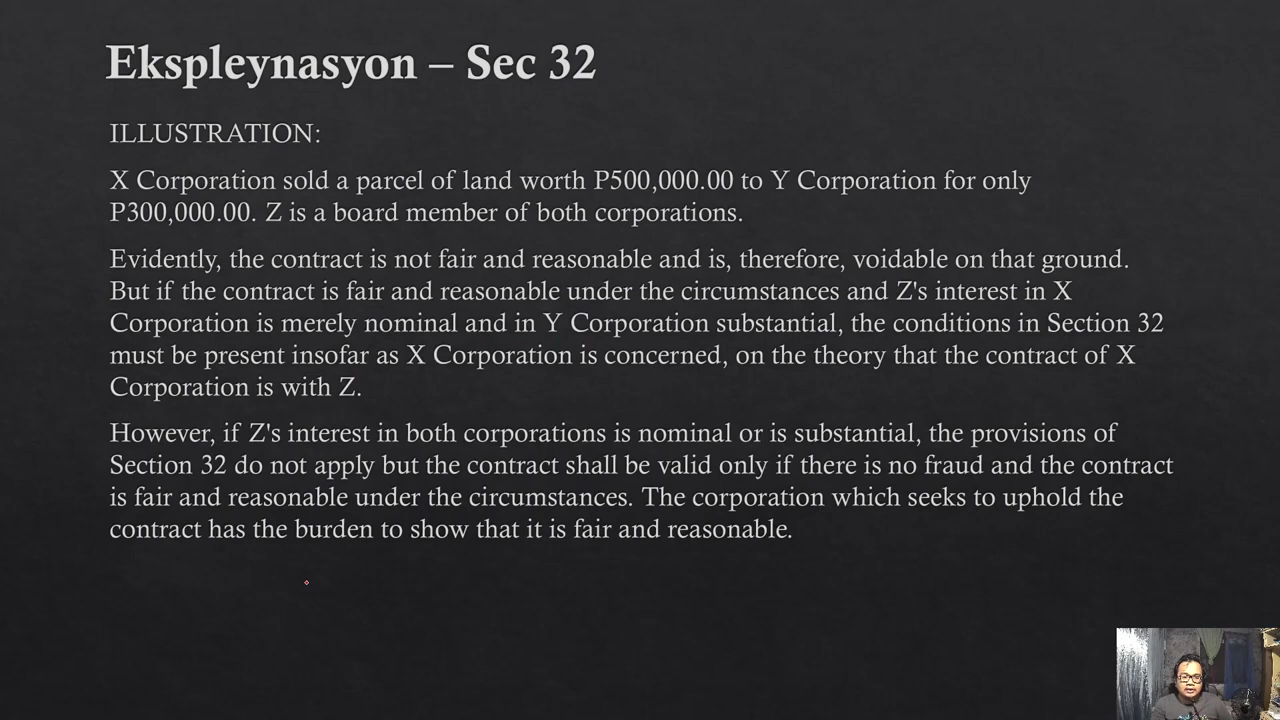 Ekspleynasyon – Sec 32
ILLUSTRATION:
X Corporation sold a parcel of land worth P500,000.00 to Y Corporation for only
P300,000.00. Z is a board member of both corporations.
Evidently, the contract is not fair and reasonable and is, therefore, voidable on that ground.
But if the contract is fair and reasonable under the circumstances and Z's interest in X
Corporation is merely nominal and in Y Corporation substantial, the conditions in Section 32
must be present insofar as X Corporation is concerned, on the theory that the contract of X
Corporation is with Z.
However, if Z's interest in both corporations is nominal or is substantial, the provisions of
Section 32 do not apply but the contract shall be valid only if there is no fraud and the contract
is fair and reasonable under the circumstances. The corporation which seeks to uphold the
contract has the burden to show that it is fair and reasonable.